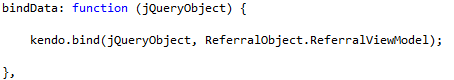 bindData: function (jQueryObject) {
kendo.bind(jQueryObject, ReferralObject.ReferralViewModel);
},